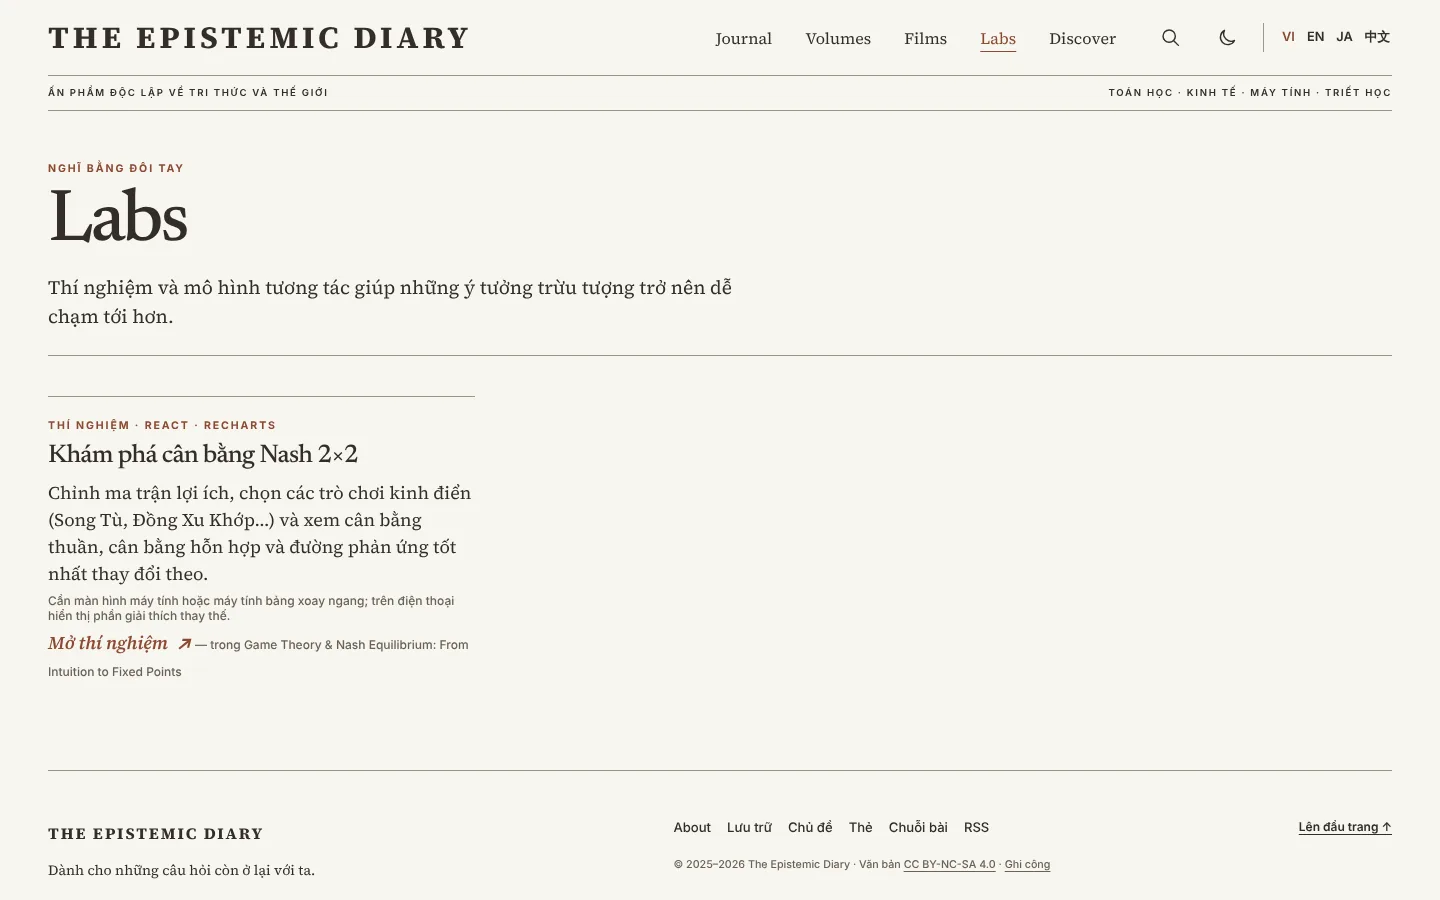 THE EPISTEMIC DIARY
Journal Volumes Films Labs Discover VI EN JA 中文
ẤN PHẨM ĐỘC LẬP VỀ TRI THỨC VÀ THẾ GIỚI
TOÁN HỌC · KINH TẾ · MÁY TÍNH · TRIẾT HỌC
NGHĨ BẰNG ĐÔI TAY
Labs
Thí nghiệm và mô hình tương tác giúp những ý tưởng trừu tượng trở nên dễ
chạm tới hơn.
THÍ NGHIỆM · REACT · RECHARTS
Khám phá cân bằng Nash 2×2
Chỉnh ma trận lợi ích, chọn các trò chơi kinh điển
(Song Tù, Đồng Xu Khớp…) và xem cân bằng
thuần, cân bằng hỗn hợp và đường phản ứng tốt
nhất thay đổi theo.
Cần màn hình máy tính hoặc máy tính bảng xoay ngang; trên điện thoại
hiển thị phần giải thích thay thế.
Mở thí nghiệm ↗ — trong Game Theory & Nash Equilibrium: From
Intuition to Fixed Points
THE EPISTEMIC DIARY
Dành cho những câu hỏi còn ở lại với ta.
About Lưu trữ Chủ đề Thẻ Chuỗi bài RSS
© 2025–2026 The Epistemic Diary · Văn bản CC BY-NC-SA 4.0 · Ghi công
Lên đầu trang ↑